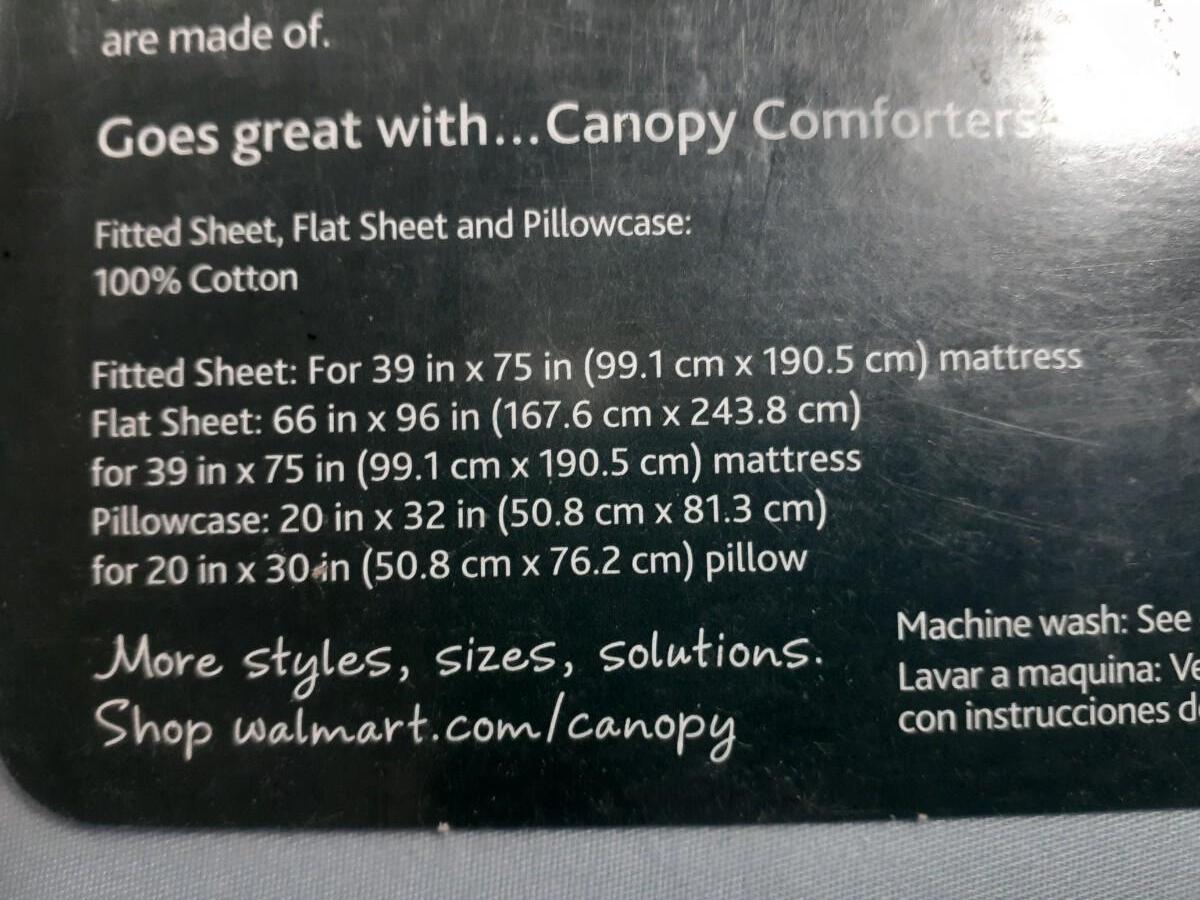 are made of.
Goes great with...Canopy Comforters
Fitted Sheet, Flat Sheet and Pillowcase:
100% Cotton
Fitted Sheet: For 39 in x 75 in (99.1 cm x 190.5 cm) mattress
Flat Sheet: 66 in x 96 in (167.6 cm x 243.8 cm)
for 39 in x 75 in (99.1 cm x 190.5 cm) mattress
Pillowcase: 20 in x 32 in (50.8 cm x 81.3 cm)
for 20 in x 30 in (50.8 cm x 76.2 cm) pillow
More styles, sizes, solutions.
Shop walmart.com/canopy
Machine wash: See
Lavar a maquina:
con instrucciones